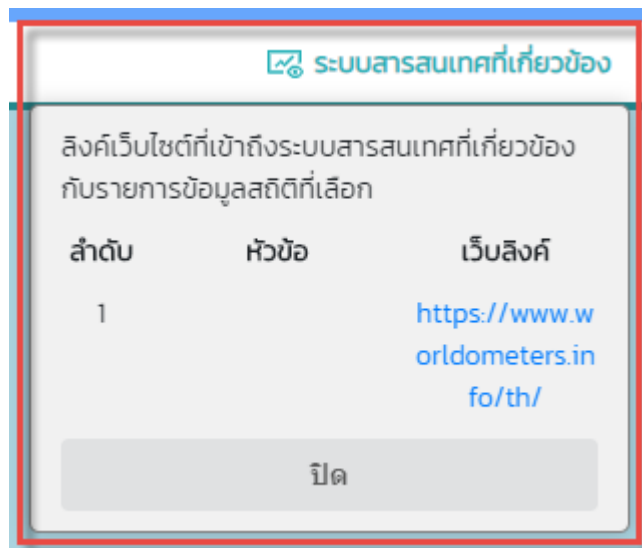 ระบบสารสนเทศที่เกี่ยวข้อง
ลิงค์เว็บไซต์ที่เข้าถึงระบบสารสนเทศที่เกี่ยวข้อง
กับรายการข้อมูลสถิติที่เลือก
ลำดับ หัวข้อ เว็บลิงค์
1 https://www.w
orldometers.in
fo/th/
ปิด